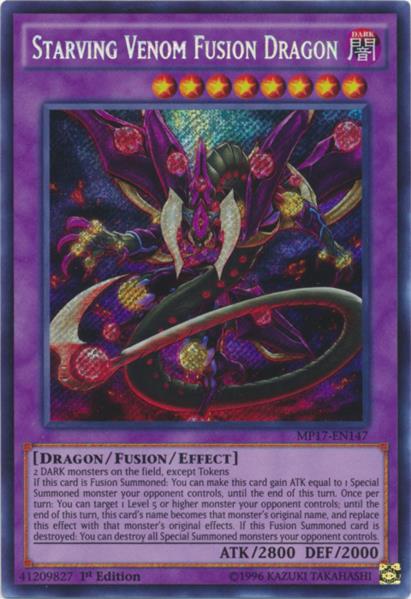 STARVING VENOM FUSION DRAGON
DARK
闇
MP17-EN147
[DRAGON/FUSION/EFFECT]
2 DARK monsters on the field, except Tokens
If this card is Fusion Summoned: You can make this card gain ATK equal to 1 Special
Summoned monster your opponent controls, until the end of this turn. Once per
turn: You can target 1 Level 5 or higher monster your opponent controls; until the
end of this turn, this card's name becomes that monster's original name, and replace
this effect with that monster's original effects. If this Fusion Summoned card is
destroyed: You can destroy all Special Summoned monsters your opponent controls.
ATK/2800 DEF/2000
41209827 1st Edition ©1996 KAZUKI TAKAHASHI